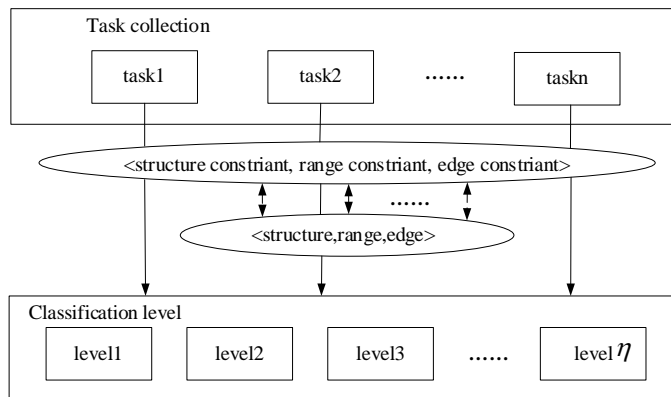 Task collection
task1 task2 ...... taskn
<structure constriant, range constriant, edge constriant>
......
<structure,range,edge>
Classification level
level1 level2 level3 ...... level η